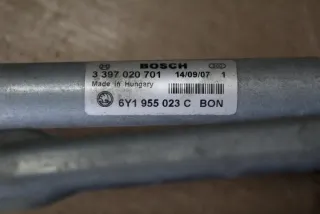 BOSCH
3 397 020 701 14/09/07 1
Made in Hungary
6Y1 955 023 C BON